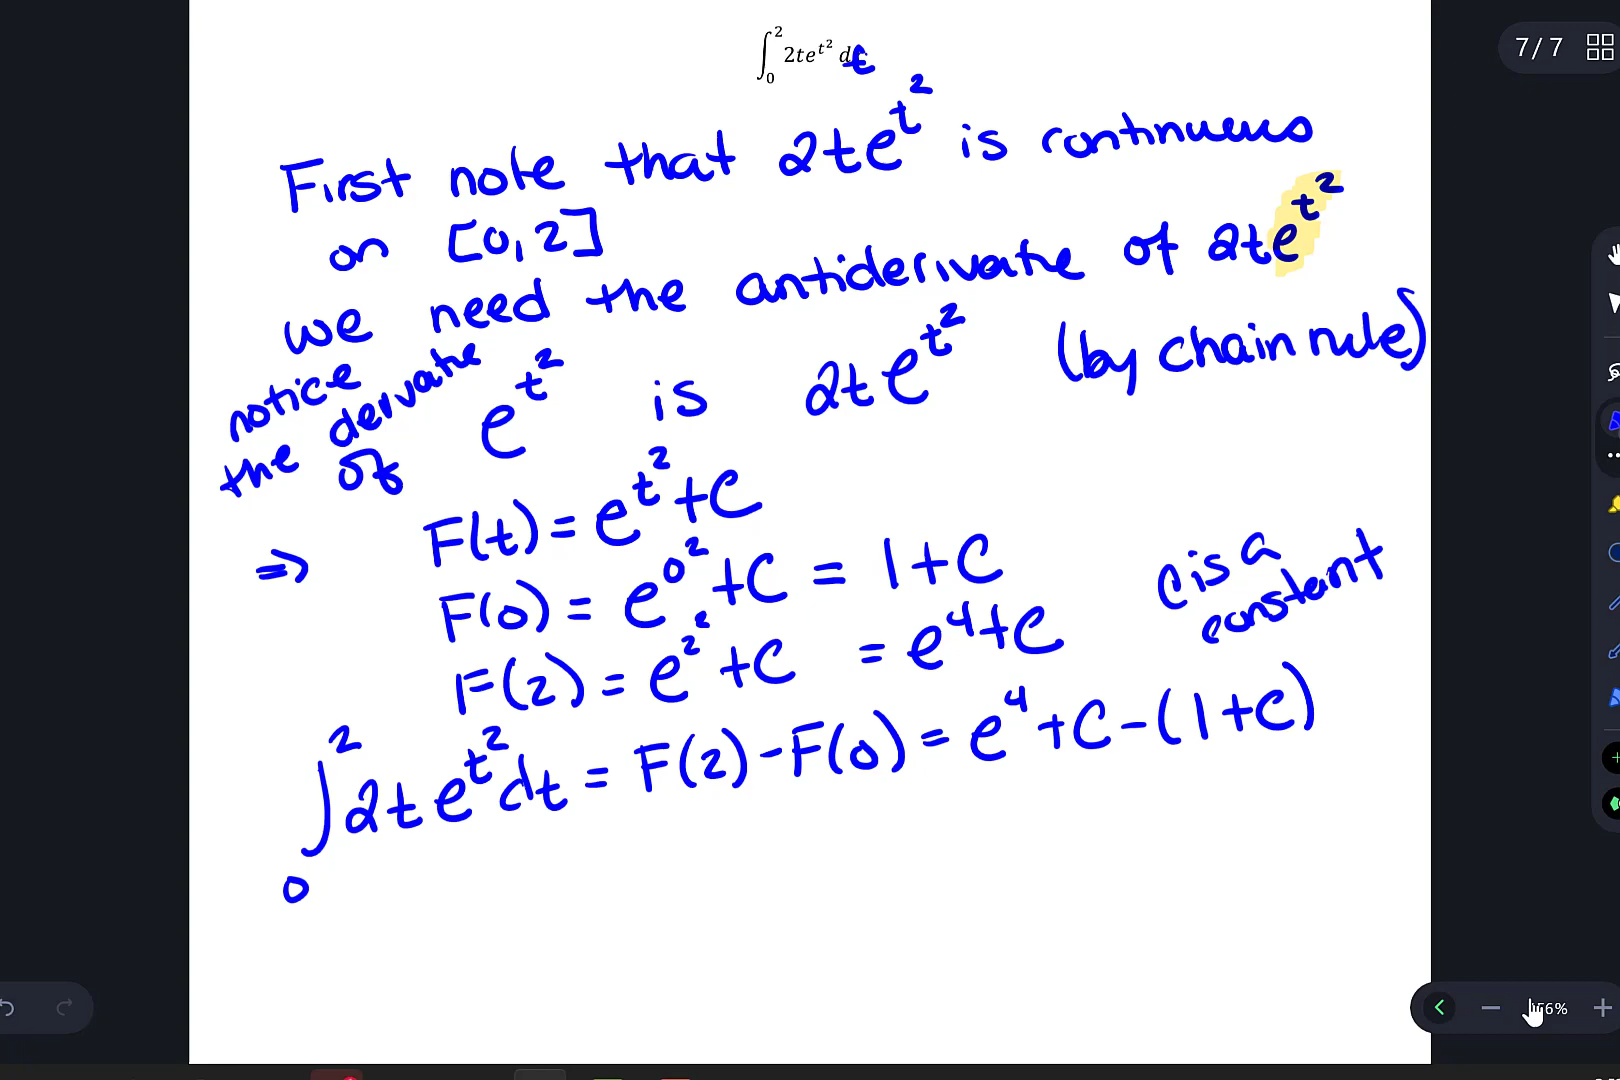 7/7
∫₀² 2te^{t²} dt
First note that 2te^{t²} is continuous
on [0,2]
we need the antiderivative of 2te^{t²}
notice the dervative of e^{t²} is 2te^{t²} (by chain rule)
⇒ F(t) = e^{t²} + C
F(0) = e^{0²} + C = 1 + C
C is a constant
F(2) = e^{2²} + C = e⁴ + C
∫₀² 2te^{t²} dt = F(2) - F(0) = e⁴ + C - (1 + C)